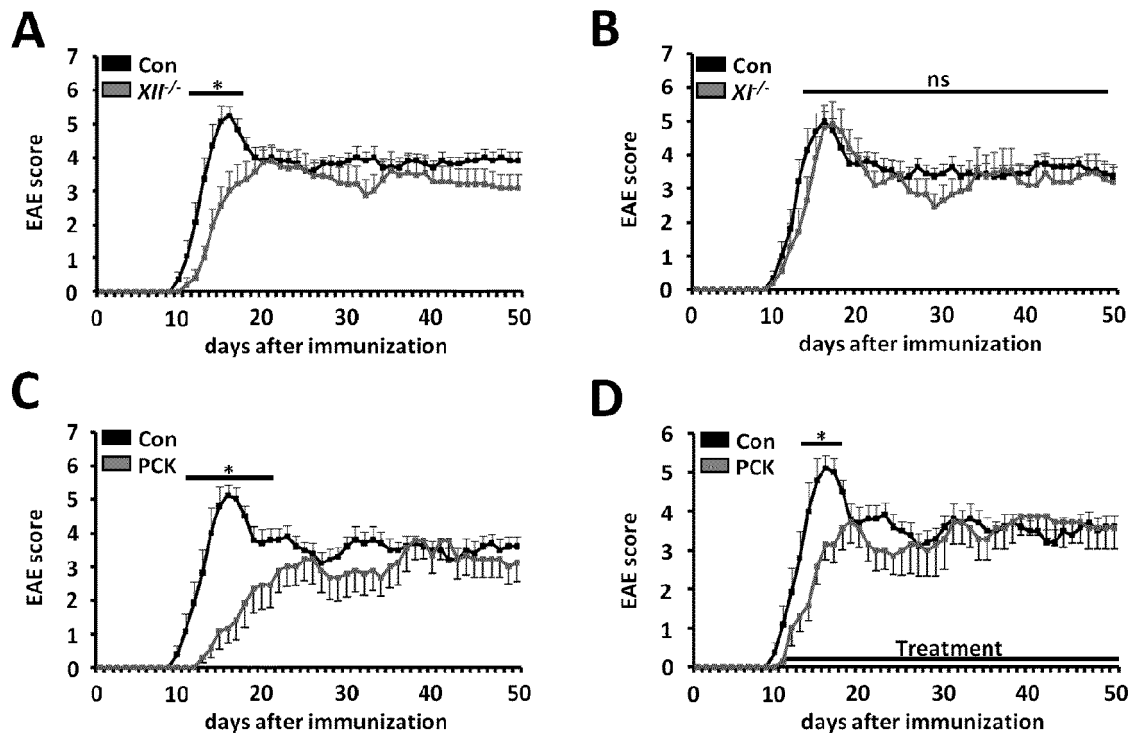 A
7
6
5
4
3
2
1
0
EAE score
Con
XII-/-
*
0 10 20 30 40 50
days after immunization
B
7
6
5
4
3
2
1
0
EAE score
Con
XI-/-
ns
0 10 20 30 40 50
days after immunization
C
7
6
5
4
3
2
1
0
EAE score
Con
PCK
*
0 10 20 30 40 50
days after immunization
D
6
5
4
3
2
1
0
EAE score
Con
PCK
*
Treatment
0 10 20 30 40 50
days after immunization